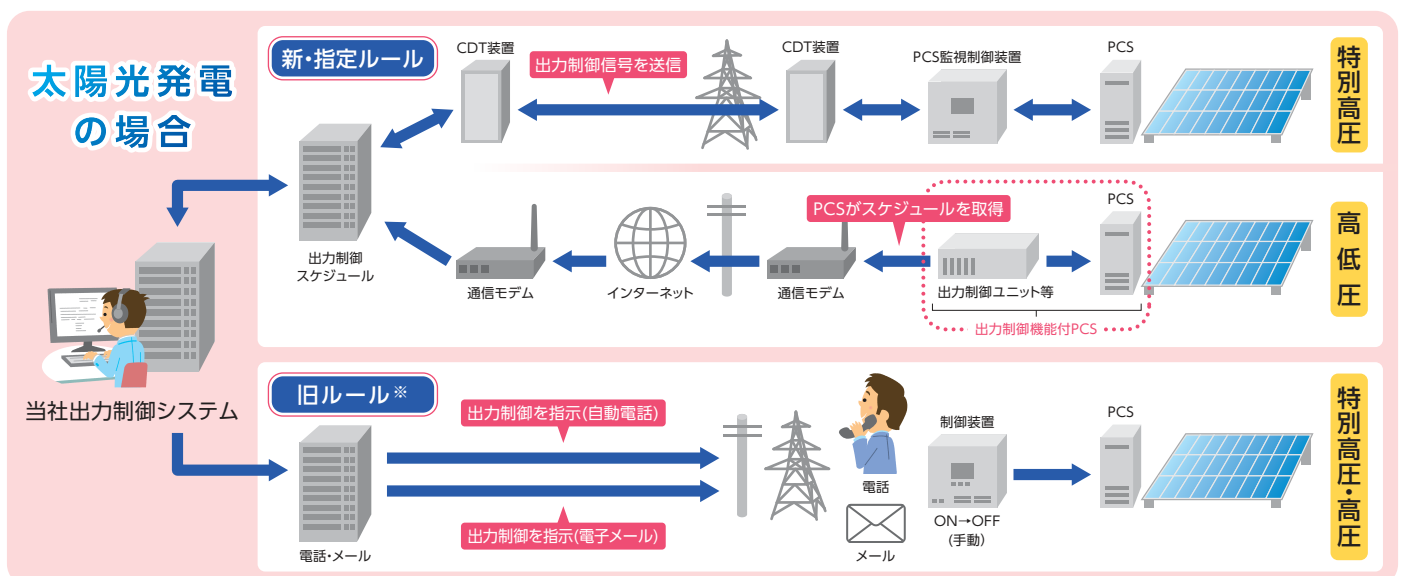 太陽光発電
の場合
当社出力制御システム
新・指定ルール
CDT装置
出力制御信号を送信
CDT装置
PCS監視制御装置
PCS
特別高圧
出力制御
スケジュール
PCSがスケジュールを取得
PCS
通信モデム
インターネット
通信モデム
出力制御ユニット等
出力制御機能付PCS
高低圧
旧ルール※
出力制御を指示(自動電話)
出力制御を指示(電子メール)
電話・メール
電話
メール
制御装置
ON→OFF
(手動)
PCS
特別高圧・高圧